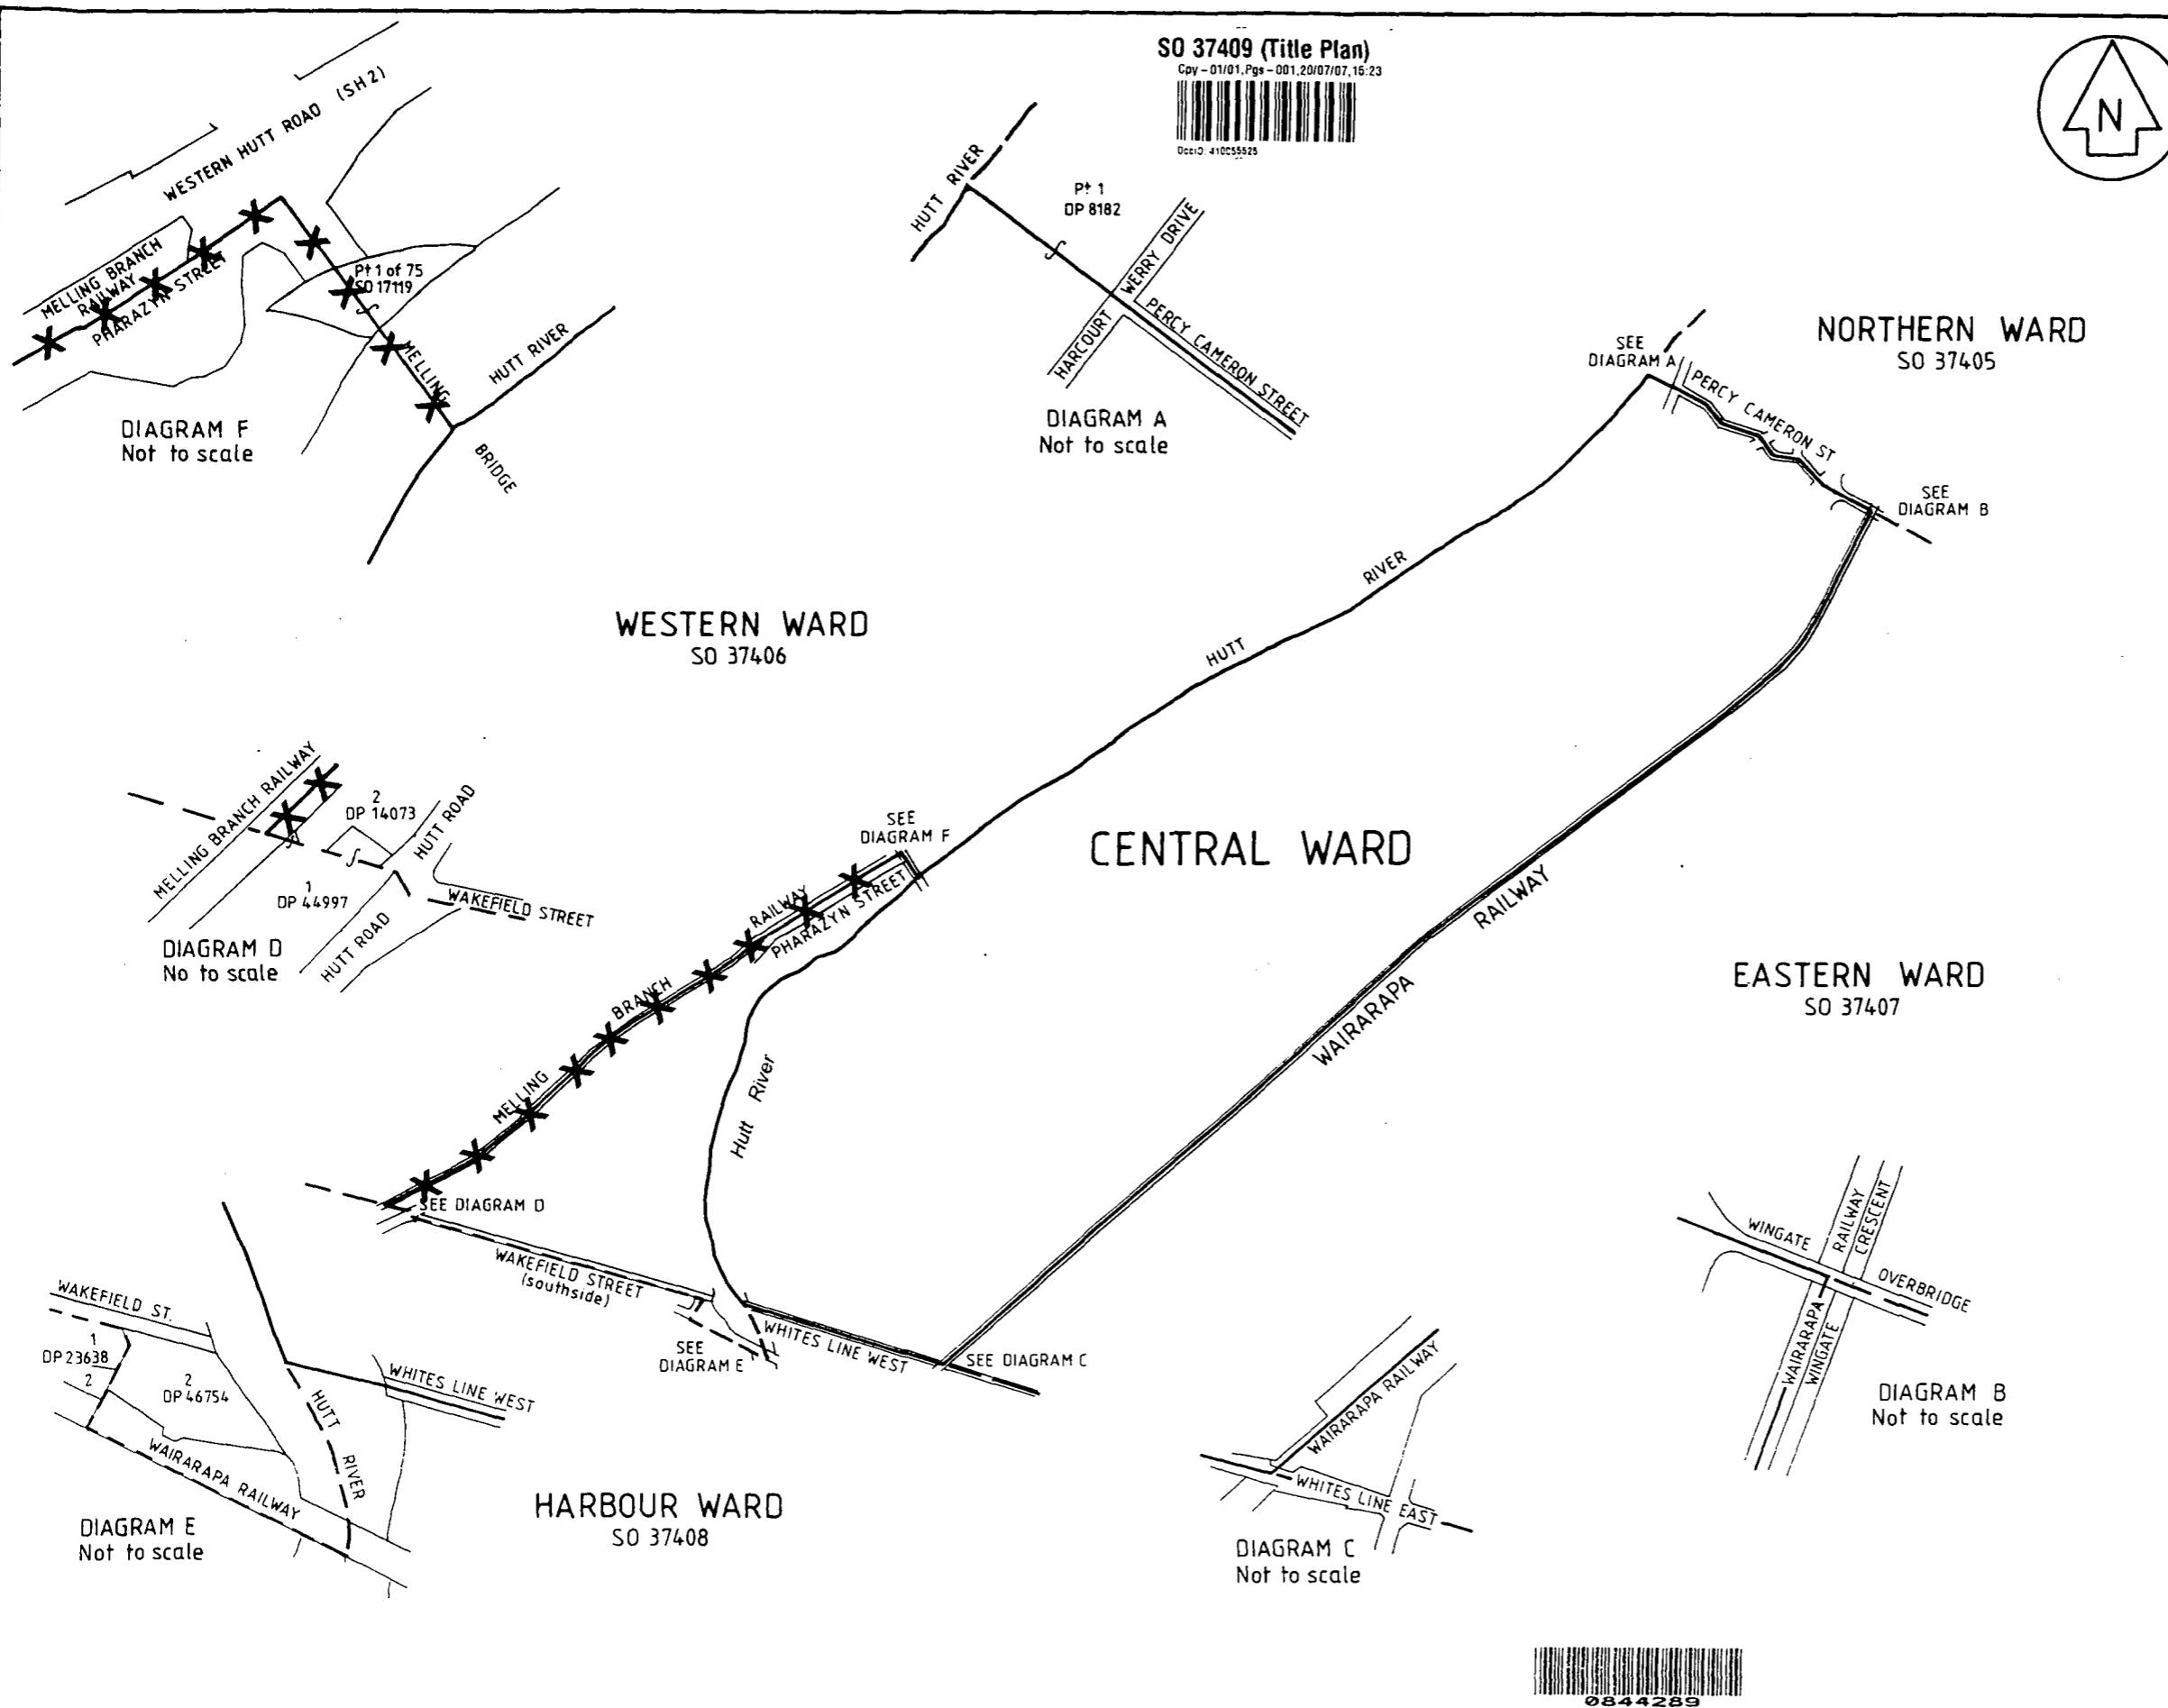 SO 37409 (Title Plan)
Cpy - 01/01, Pgs - 001, 20/07/07, 15:23
N
WESTERN HUTT ROAD (SH 2)
MELLING BRANCH
RAILWAY
PHARAZYN STREET
Pt 1 of 75
SO 17119
MELLING
BRIDGE
HUTT RIVER
DIAGRAM F
Not to scale
HUTT RIVER
Pt 1
DP 8182
HARCOURT WERRY DRIVE
PERCY CAMERON STREET
DIAGRAM A
Not to scale
SEE
DIAGRAM A
PERCY CAMERON ST
NORTHERN WARD
SO 37405
SEE
DIAGRAM B
HUTT RIVER
WESTERN WARD
SO 37406
MELLING BRANCH RAILWAY
2
DP 14073
HUTT ROAD
1
DP 44997
WAKEFIELD STREET
HUTT ROAD
DIAGRAM D
No to scale
SEE
DIAGRAM F
CENTRAL WARD
MELLING BRANCH RAILWAY
PHARAZYN STREET
Hutt River
WAIRARAPA RAILWAY
EASTERN WARD
SO 37407
SEE DIAGRAM D
WAKEFIELD STREET
(southside)
SEE
DIAGRAM E
WHITES LINE WEST
SEE DIAGRAM C
WAKEFIELD ST.
1
DP 23638
2
2
DP 46754
WHITES LINE WEST
HUTT RIVER
WAIRARAPA RAILWAY
DIAGRAM E
Not to scale
HARBOUR WARD
SO 37408
WAIRARAPA RAILWAY
WHITES LINE EAST
DIAGRAM C
Not to scale
WINGATE OVERBRIDGE
WAIRARAPA RAILWAY
WINGATE CRESCENT
DIAGRAM B
Not to scale
0844289